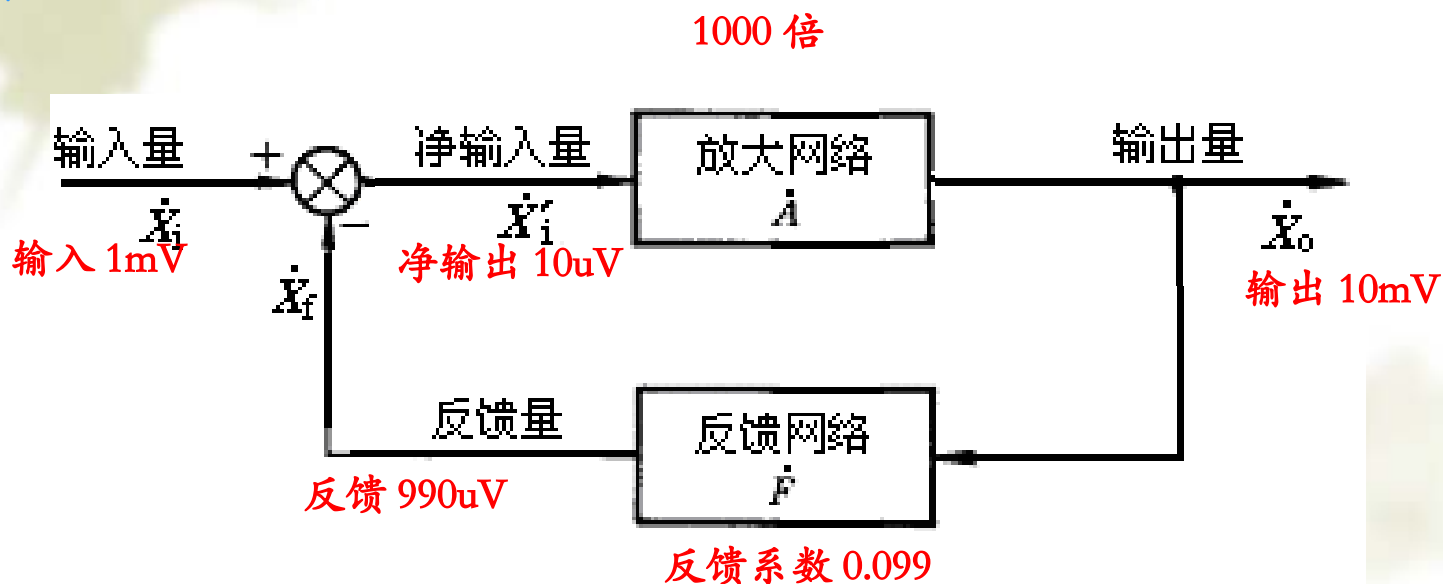 1000 倍
输入量
+
净输入量
放大网络
输出量
Ẋi
−
Ẋ′i
Ȧ
Ẋo
输入 1mV
净输出 10uV
输出 10mV
Ẋf
反馈量
反馈网络
Ḟ
反馈 990uV
反馈系数 0.099